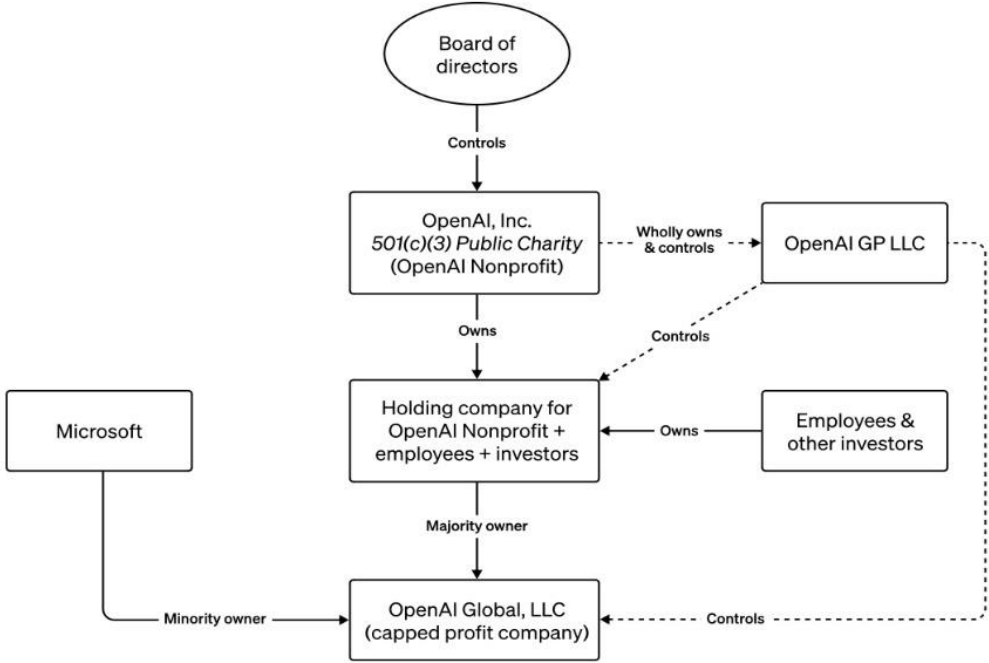 Board of
directors
Controls
OpenAI, Inc.
501(c)(3) Public Charity
(OpenAI Nonprofit)
Wholly owns
& controls
OpenAI GP LLC
Owns
Controls
Microsoft
Holding company for
OpenAI Nonprofit +
employees + investors
Owns
Employees &
other investors
Majority owner
Minority owner
OpenAI Global, LLC
(capped profit company)
Controls